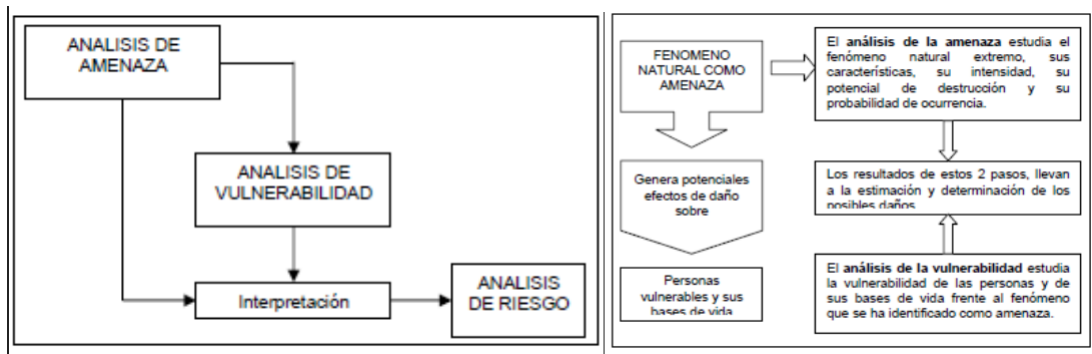 ANALISIS DE
AMENAZA
ANALISIS DE
VULNERABILIDAD
Interpretación
ANALISIS
DE RIESGO
FENOMENO
NATURAL COMO
AMENAZA
Genera potenciales
efectos de daño
sobre
Personas
vulnerables y sus
bases de vida
El análisis de la amenaza estudia el
fenómeno natural extremo, sus
características, su intensidad, su
potencial de destrucción y su
probabilidad de ocurrencia.
Los resultados de estos 2 pasos, llevan
a la estimación y determinación de los
posibles daños
El análisis de la vulnerabilidad estudia
la vulnerabilidad de las personas y de
sus bases de vida frente al fenómeno
que se ha identificado como amenaza.